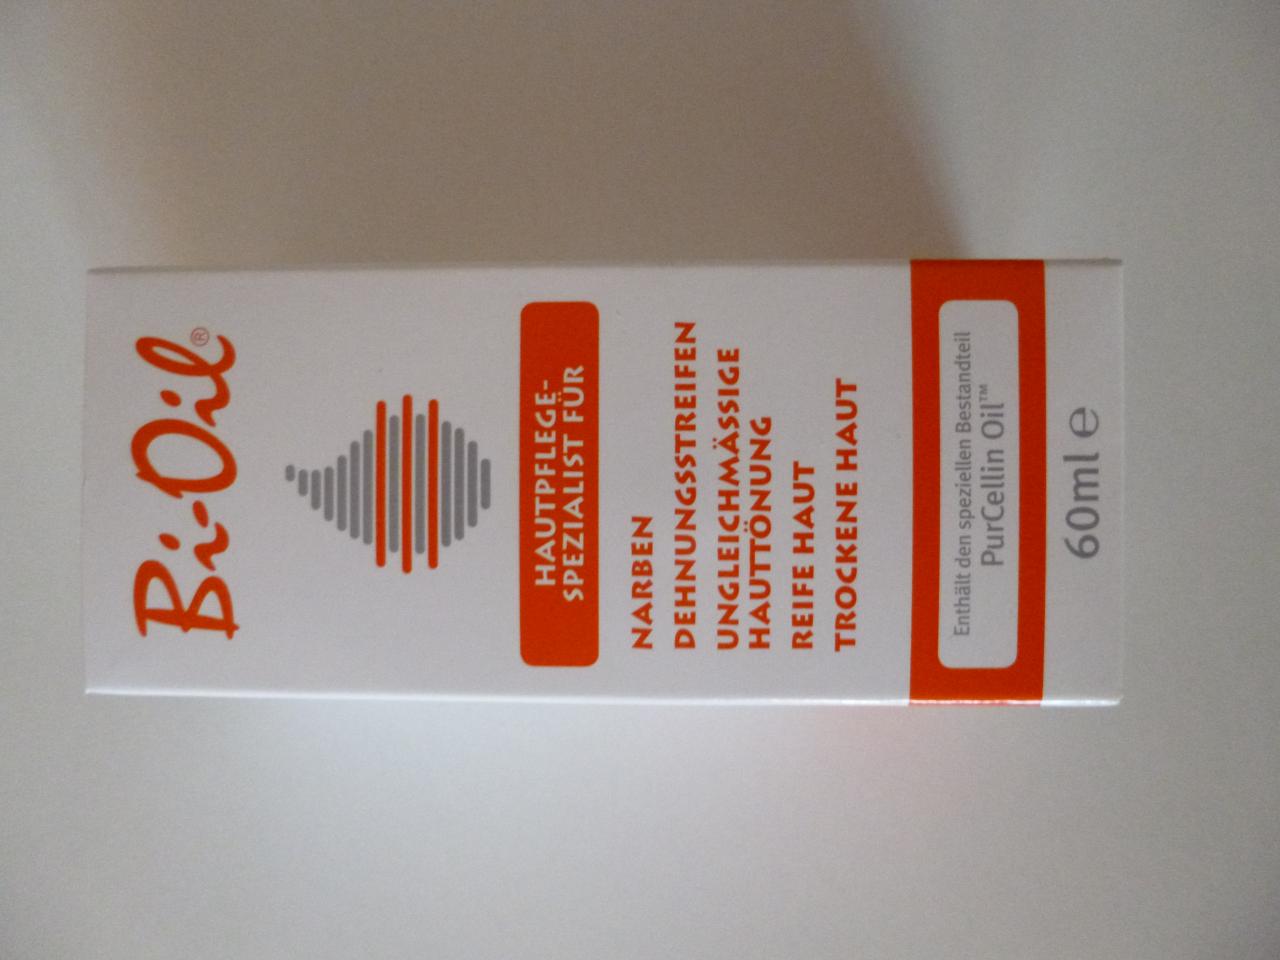 Bi-Oil®
HAUTPFLEGE-
SPEZIALIST FÜR
NARBEN
DEHNUNGSSTREIFEN
UNGLEICHMÄSSIGE
HAUTTÖNUNG
REIFE HAUT
TROCKENE HAUT
Enthält den speziellen Bestandteil
PurCellin Oil™
60ml ℮